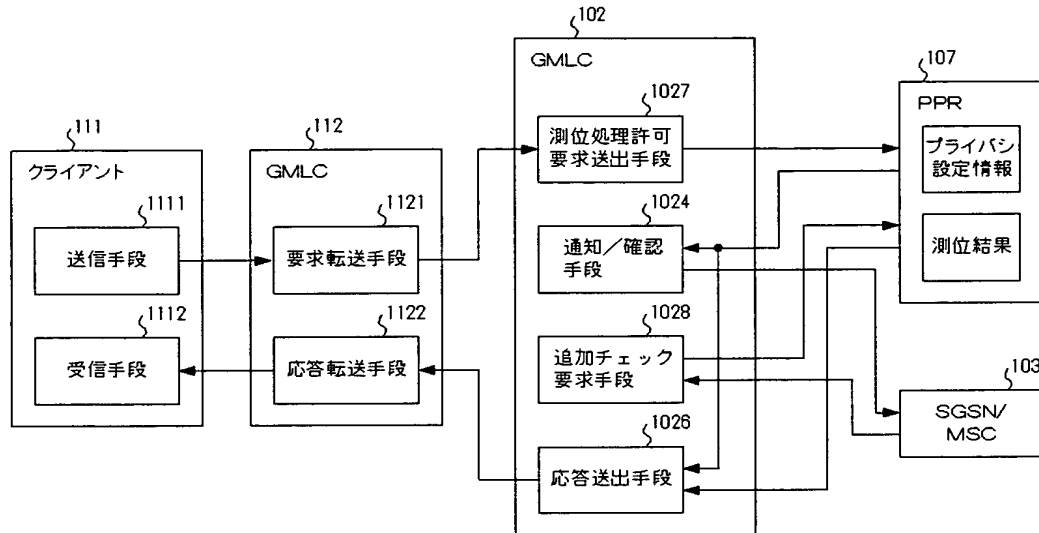 111
クライアント
1111
送信手段
1112
受信手段
112
GMLC
1121
要求転送手段
1122
応答転送手段
102
GMLC
1027
測位処理許可
要求送出手段
1024
通知／確認
手段
1028
追加チェック
要求手段
1026
応答送出手段
107
PPR
プライバシ
設定情報
測位結果
103
SGSN/
MSC